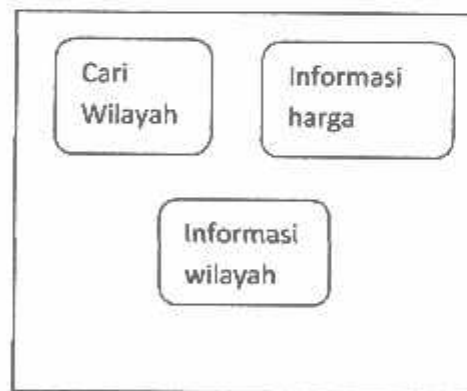 Cari
Wilayah
Informasi
harga
Informasi
wilayah